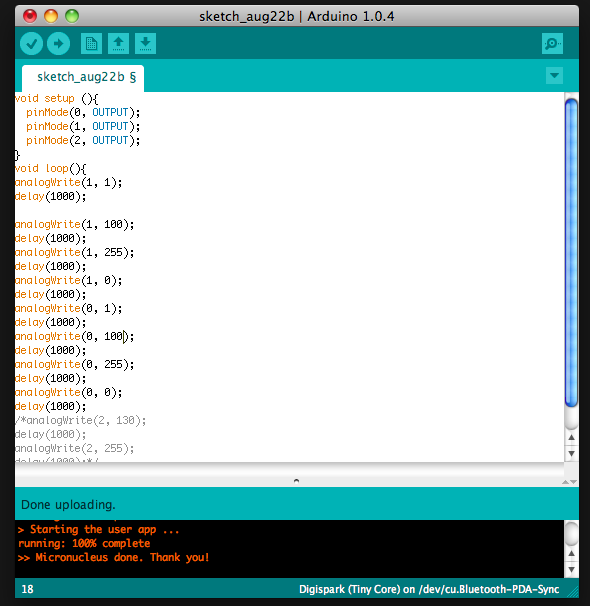 sketch_aug22b | Arduino 1.0.4
sketch_aug22b §
void setup (){
  pinMode(0, OUTPUT);
  pinMode(1, OUTPUT);
  pinMode(2, OUTPUT);
}
void loop(){
analogWrite(1, 1);
delay(1000);

analogWrite(1, 100);
delay(1000);
analogWrite(1, 255);
delay(1000);
analogWrite(1, 0);
delay(1000);
analogWrite(0, 1);
delay(1000);
analogWrite(0, 100);
delay(1000);
analogWrite(0, 255);
delay(1000);
analogWrite(0, 0);
delay(1000);
/*analogWrite(2, 130);
delay(1000);
analogWrite(2, 255);
delay(1000);*/
Done uploading.
> Starting the user app ...
running: 100% complete
>> Micronucleus done. Thank you!
18 Digispark (Tiny Core) on /dev/cu.Bluetooth-PDA-Sync